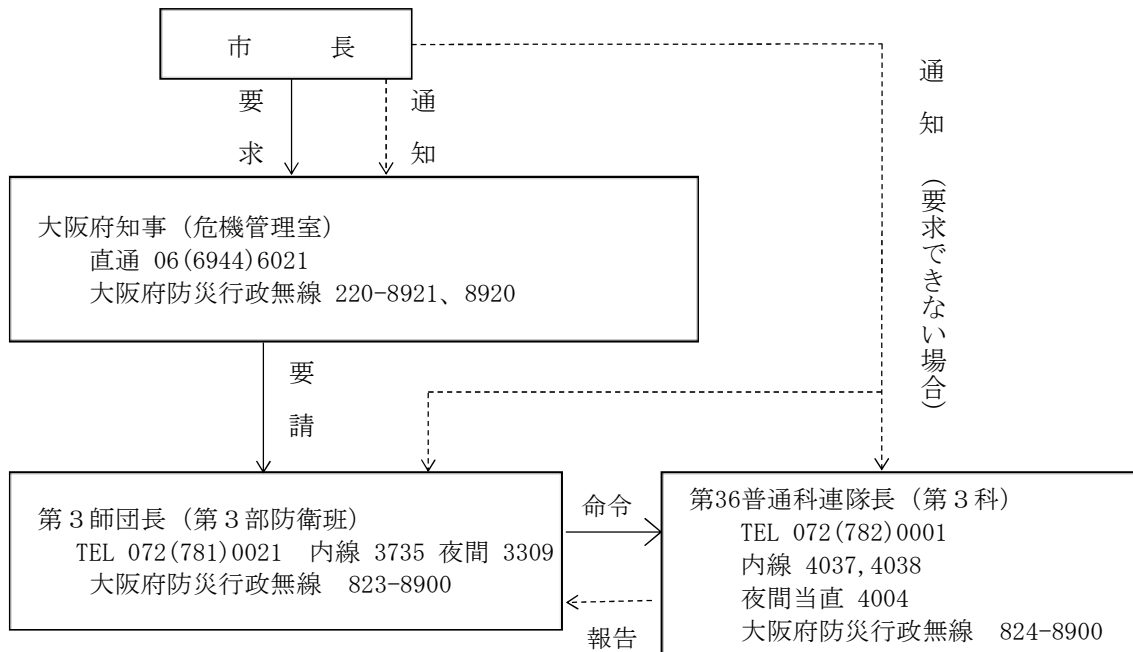 市　　　長
要求
通知
通知（要求できない場合）
大阪府知事（危機管理室）
直通 06(6944)6021
大阪府防災行政無線 220-8921、8920
要請
第３師団長（第３部防衛班）
TEL 072(781)0021　内線 3735 夜間 3309
大阪府防災行政無線　823-8900
命令
報告
第36普通科連隊長（第３科）
TEL 072(782)0001
内線 4037,4038
夜間当直 4004
大阪府防災行政無線　824-8900